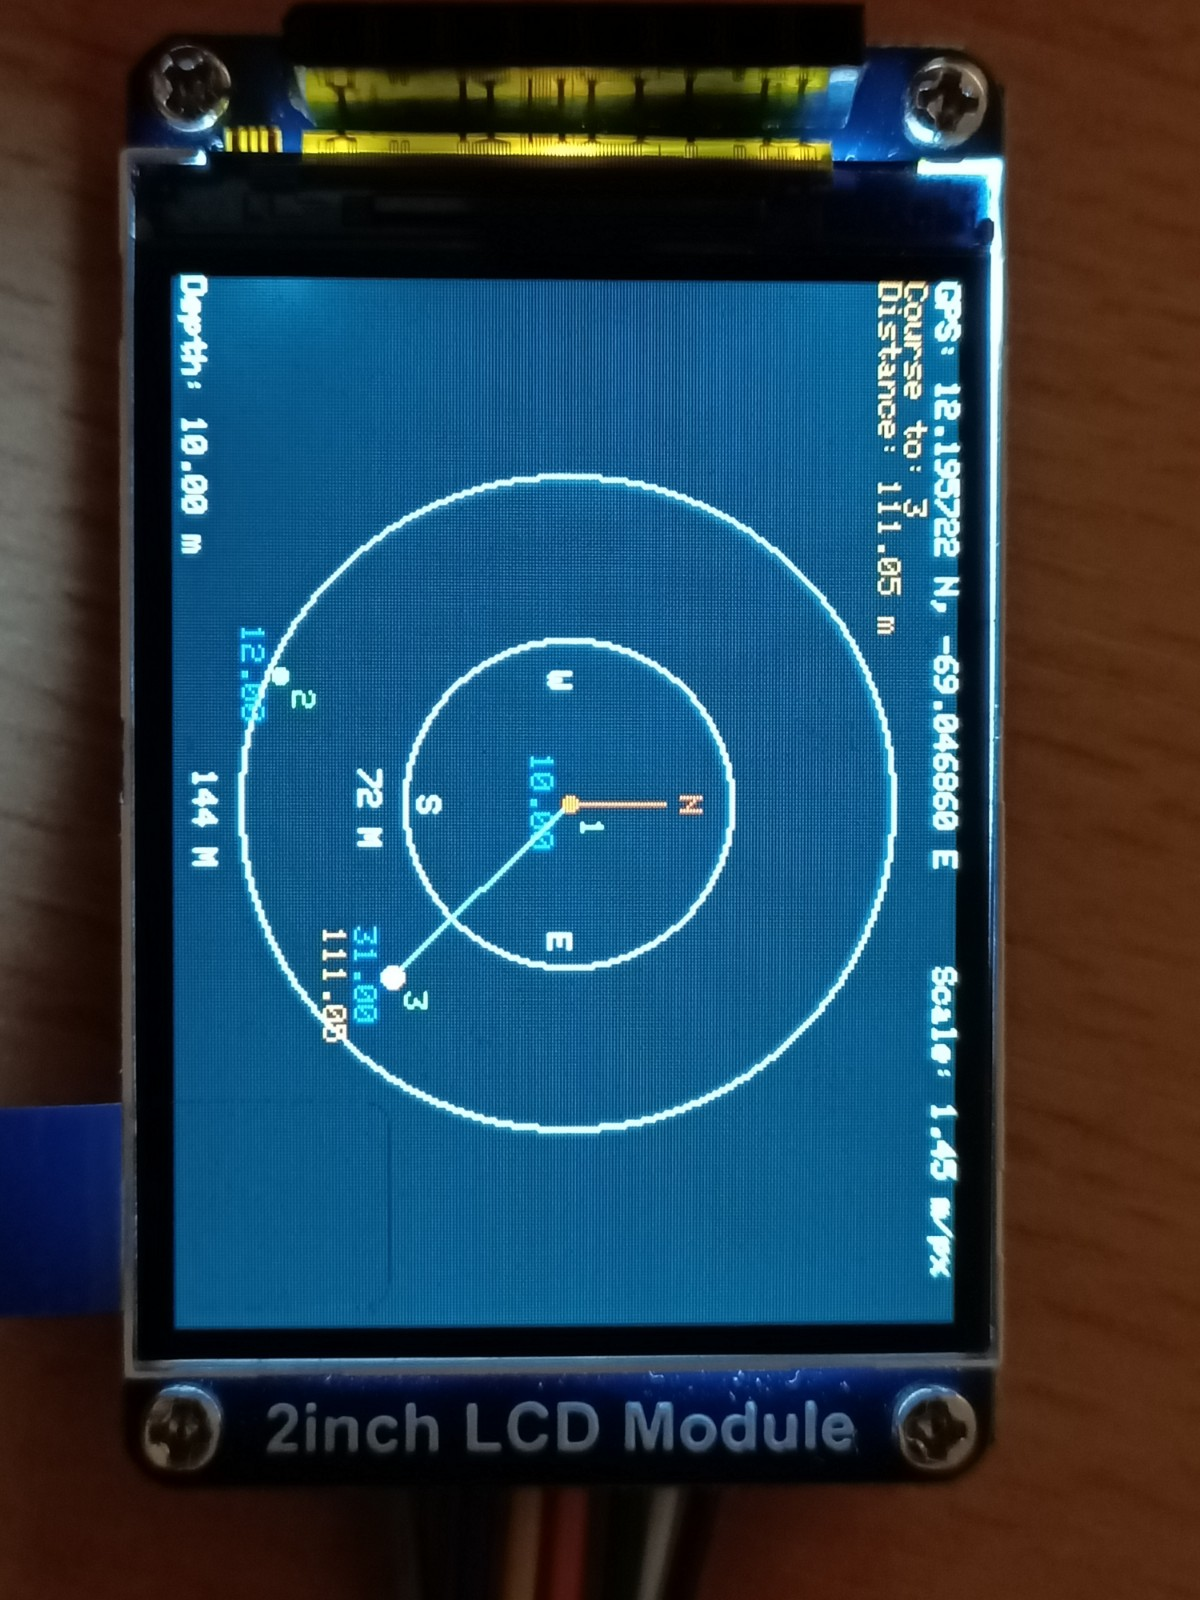 GPS: 12.195722 N, -69.046860 E
Scale: 1.45 m/px
Course to: 3
Distance: 111.05 m
N
1
10.00
W
E
S
72 M
3
31.00
111.05
2
12.00
144 M
Depth: 10.00 m
2inch LCD Module